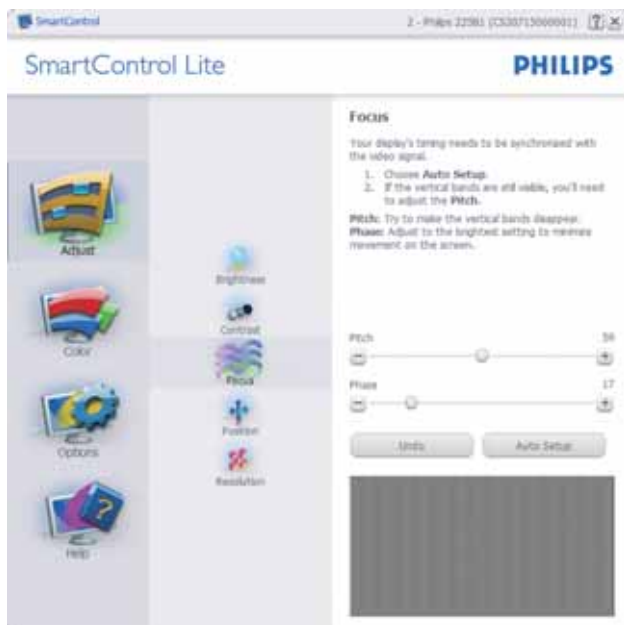 SmartControl
2 - Philips 225B1
SmartControl Lite
PHILIPS
Adjust
Color
Options
Help
Brightness
Contrast
Focus
Position
Resolution
Focus
Your display's timing needs to be synchronized with
the video signal.
1. Choose Auto Setup.
2. If the vertical bands are still visible, you'll need
to adjust the Pitch.
Pitch: Try to make the vertical bands disappear.
Phase: Adjust to the brightest setting to minimize
movement on the screen.
Pitch
Phase 17
Undo Auto Setup